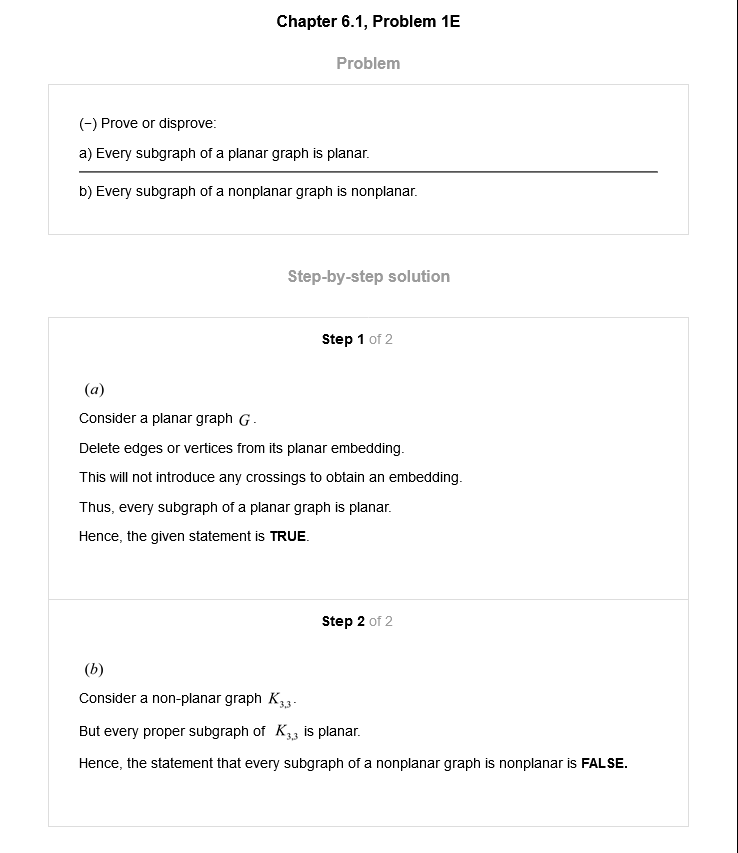 Chapter 6.1, Problem 1E
Problem
(−) Prove or disprove:
a) Every subgraph of a planar graph is planar.
b) Every subgraph of a nonplanar graph is nonplanar.
Step-by-step solution
Step 1 of 2
(a)
Consider a planar graph G .
Delete edges or vertices from its planar embedding.
This will not introduce any crossings to obtain an embedding.
Thus, every subgraph of a planar graph is planar.
Hence, the given statement is TRUE.
Step 2 of 2
(b)
Consider a non-planar graph K3,3.
But every proper subgraph of K3,3 is planar.
Hence, the statement that every subgraph of a nonplanar graph is nonplanar is FALSE.